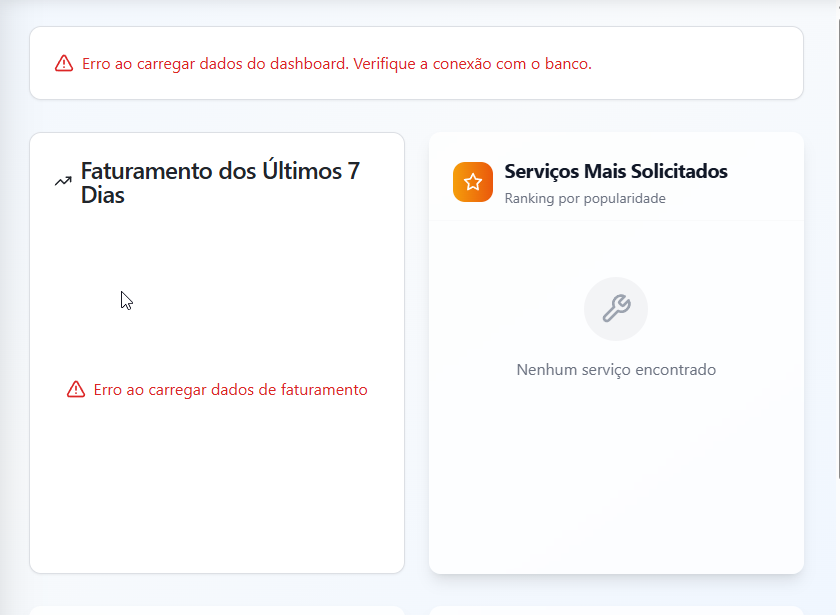 Erro ao carregar dados do dashboard. Verifique a conexão com o banco.
Faturamento dos Últimos 7
Dias
Erro ao carregar dados de faturamento
Serviços Mais Solicitados
Ranking por popularidade
Nenhum serviço encontrado